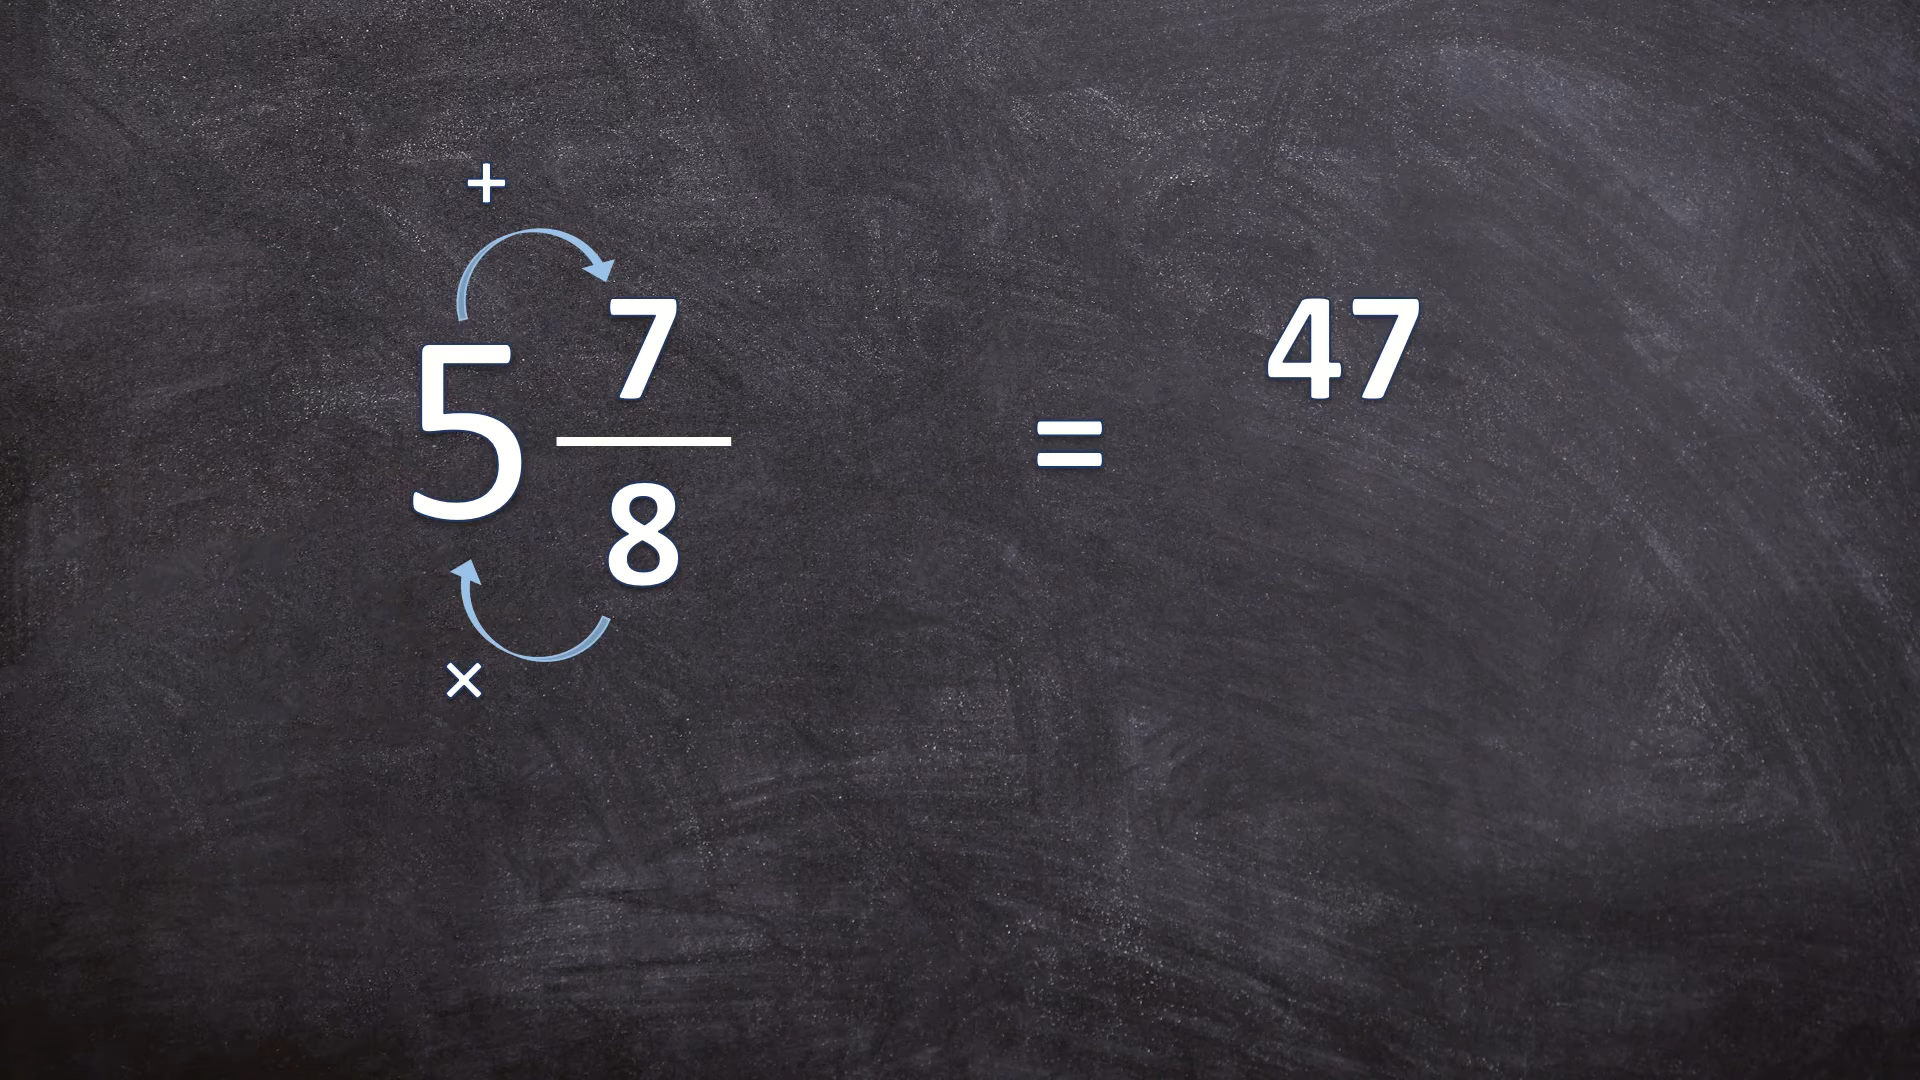 +
5 7/8 = 47
×